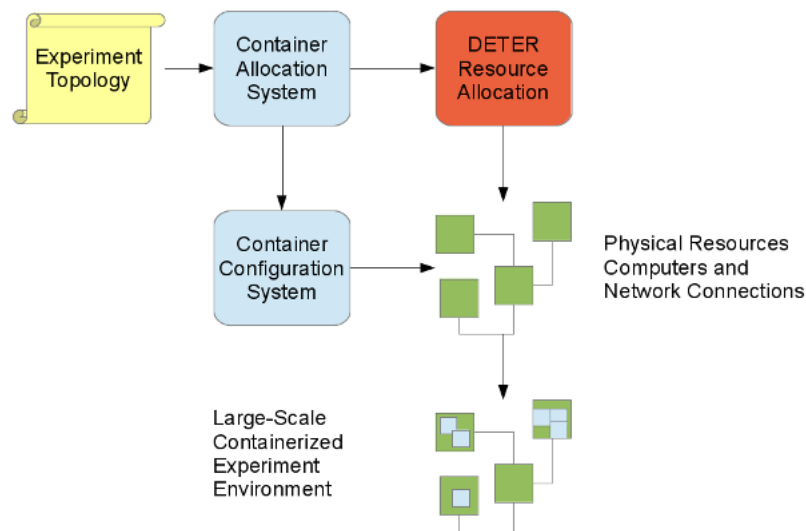 Experiment
Topology
Container
Allocation
System
DETER
Resource
Allocation
Container
Configuration
System
Physical Resources
Computers and
Network Connections
Large-Scale
Containerized
Experiment
Environment